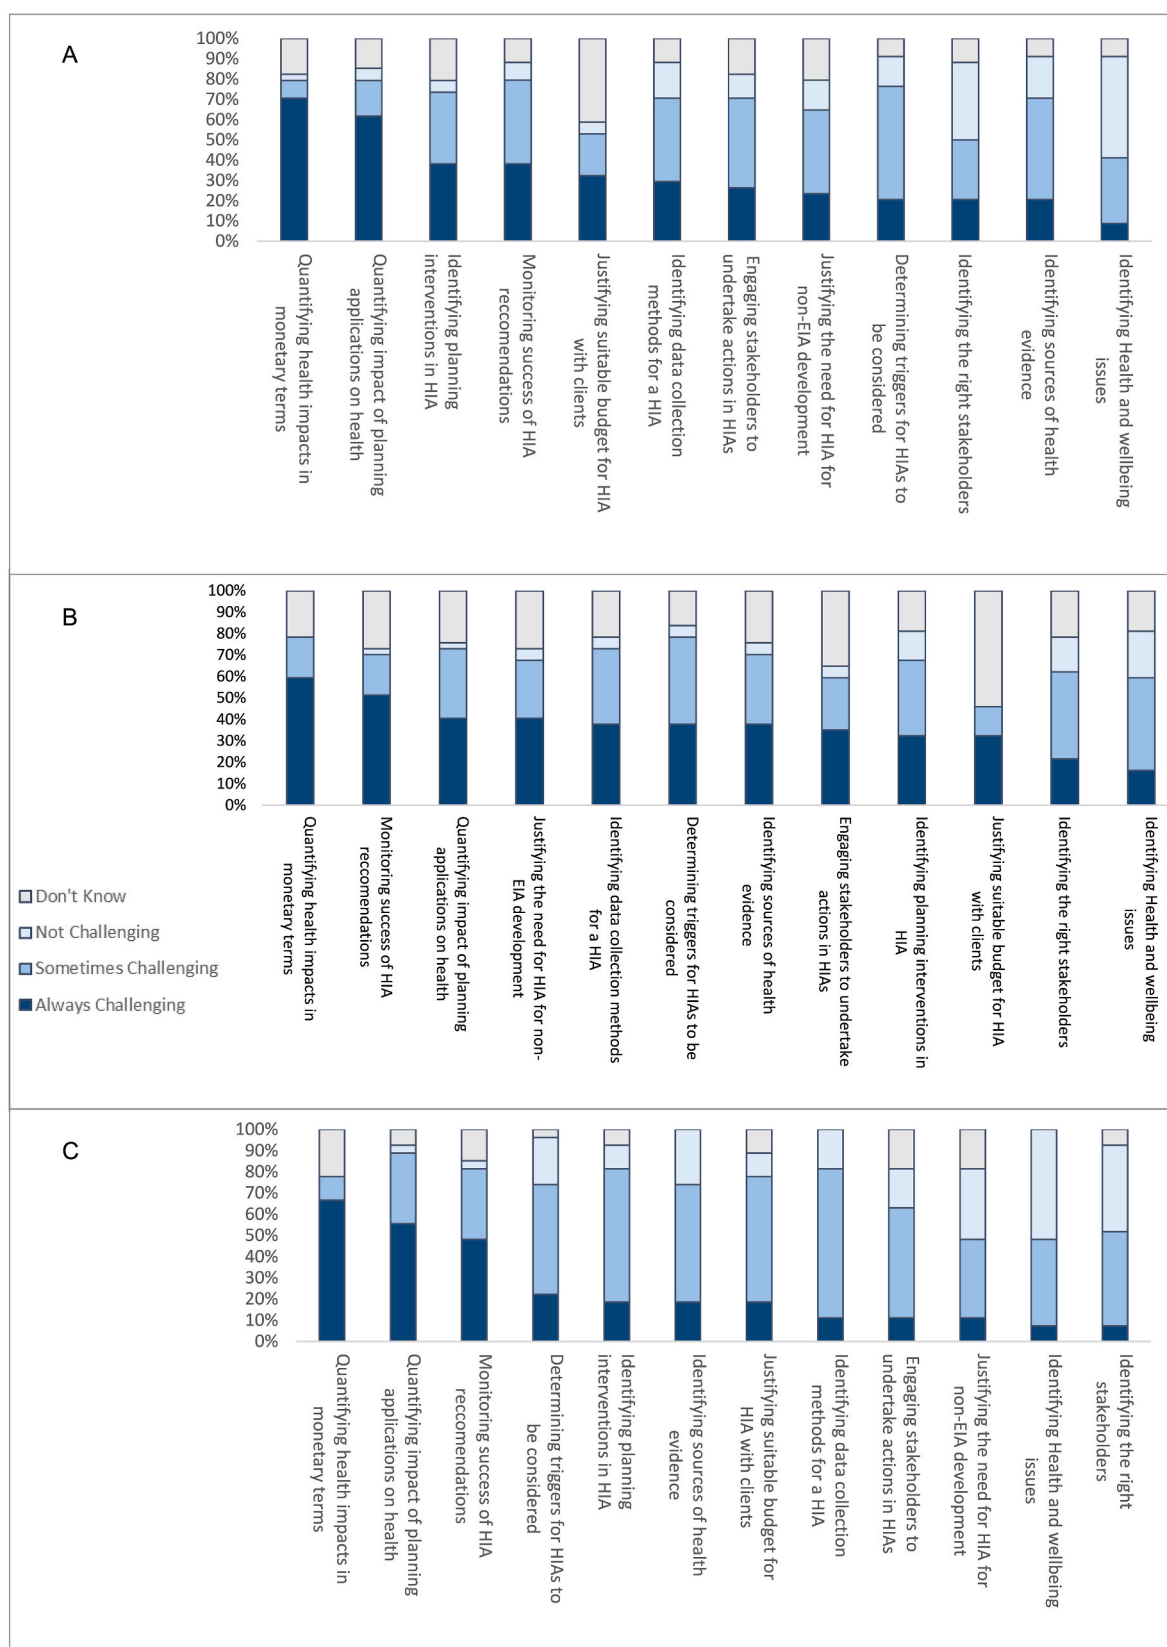 A
100%
90%
80%
70%
60%
50%
40%
30%
20%
10%
0%
Quantifying health impacts in
monetary terms
Quantifying impact of planning
applications on health
Identifying planning
interventions in HIA
Monitoring success of HIA
reccomendations
Justifying suitable budget for HIA
with clients
Identifying data collection
methods for a HIA
Engaging stakeholders to
undertake actions in HIAs
Justifying the need for HIA for
non-EIA development
Determining triggers for HIAs to
be considered
Identifying the right stakeholders
Identifying sources of health
evidence
Identifying Health and wellbeing
issues
B
100%
90%
80%
70%
60%
50%
40%
30%
20%
10%
0%
Quantifying health impacts in
monetary terms
Monitoring success of HIA
reccomendations
Quantifying impact of planning
applications on health
Justifying the need for HIA for non-
EIA development
Identifying data collection methods
for a HIA
Determining triggers for HIAs to be
considered
Identifying sources of health
evidence
Engaging stakeholders to undertake
actions in HIAs
Identifying planning interventions in
HIA
Justifying suitable budget for HIA
with clients
Identifying the right stakeholders
Identifying Health and wellbeing
issues
Don't Know
Not Challenging
Sometimes Challenging
Always Challenging
C
100%
90%
80%
70%
60%
50%
40%
30%
20%
10%
0%
Quantifying health impacts in
monetary terms
Quantifying impact of planning
applications on health
Monitoring success of HIA
reccomendations
Determining triggers for HIAs to
be considered
Identifying planning
interventions in HIA
Identifying sources of health
evidence
Justifying suitable budget for
HIA with clients
Identifying data collection
methods for a HIA
Engaging stakeholders to
undertake actions in HIAs
Justifying the need for HIA for
non-EIA development
Identifying Health and wellbeing
issues
Identifying the right
stakeholders